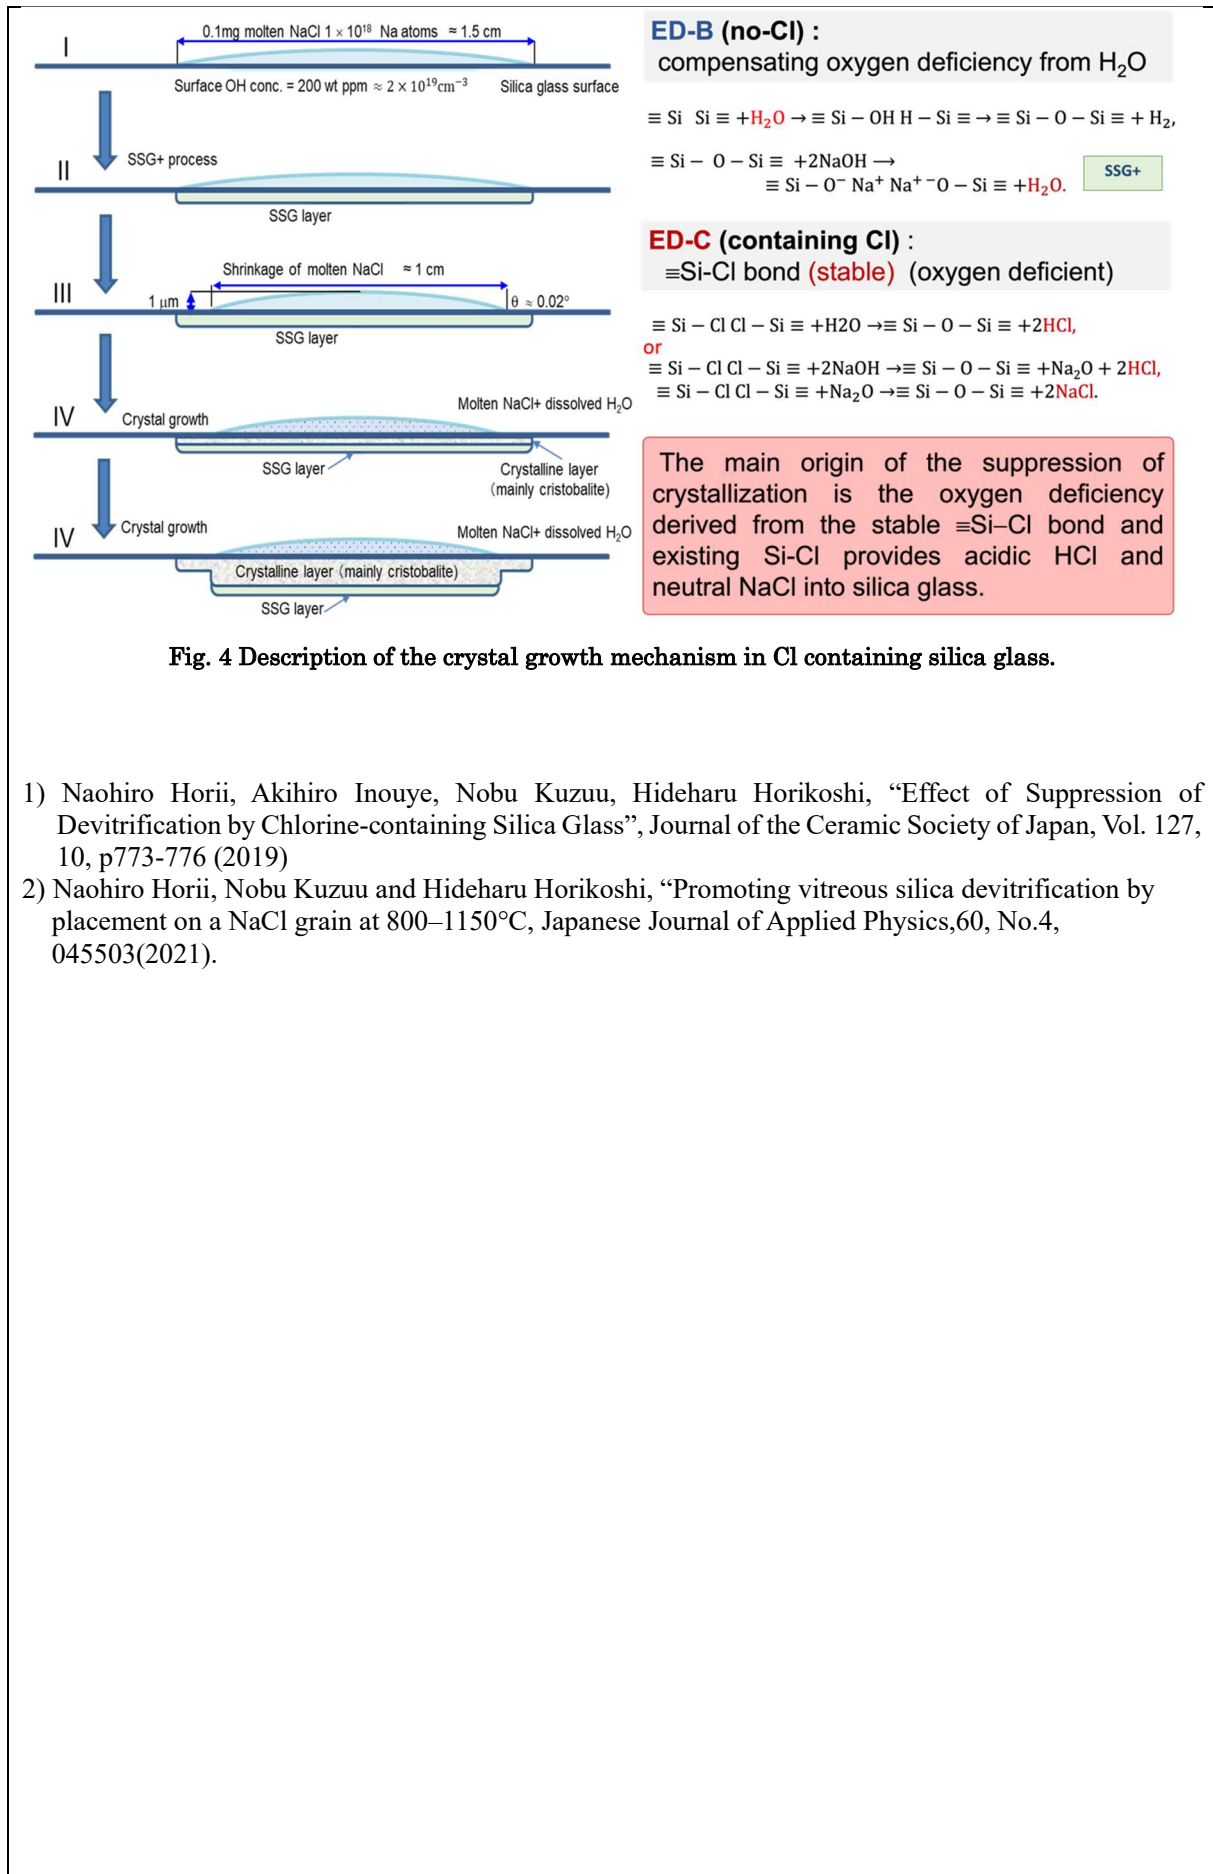 I
0.1mg molten NaCl 1 × 10¹⁸ Na atoms ≈ 1.5 cm
Surface OH conc. = 200 wt ppm ≈ 2 × 10¹⁹cm⁻³ Silica glass surface
SSG+ process
II
SSG layer
Shrinkage of molten NaCl ≈ 1 cm
III
1 μm
θ ≈ 0.02°
SSG layer
Molten NaCl+ dissolved H₂O
IV
Crystal growth
SSG layer
Crystalline layer
(mainly cristobalite)
IV
Crystal growth
Molten NaCl+ dissolved H₂O
Crystalline layer (mainly cristobalite)
SSG layer
ED-B (no-Cl) :
compensating oxygen deficiency from H₂O
≡ Si Si ≡ +H₂O → ≡ Si − OH H − Si ≡ → ≡ Si − O − Si ≡ + H₂,
≡ Si − O − Si ≡ +2NaOH →
≡ Si − O⁻ Na⁺ Na⁺ ⁻O − Si ≡ +H₂O.
SSG+
ED-C (containing Cl) :
≡Si-Cl bond (stable) (oxygen deficient)
≡ Si − Cl Cl − Si ≡ +H2O →≡ Si − O − Si ≡ +2HCl,
or
≡ Si − Cl Cl − Si ≡ +2NaOH →≡ Si − O − Si ≡ +Na₂O + 2HCl,
≡ Si − Cl Cl − Si ≡ +Na₂O →≡ Si − O − Si ≡ +2NaCl.
The main origin of the suppression of
crystallization is the oxygen deficiency
derived from the stable ≡Si–Cl bond and
existing Si-Cl provides acidic HCl and
neutral NaCl into silica glass.
Fig. 4 Description of the crystal growth mechanism in Cl containing silica glass.
1) Naohiro Horii, Akihiro Inouye, Nobu Kuzuu, Hideharu Horikoshi, “Effect of Suppression of
Devitrification by Chlorine-containing Silica Glass”, Journal of the Ceramic Society of Japan, Vol. 127,
10, p773-776 (2019)
2) Naohiro Horii, Nobu Kuzuu and Hideharu Horikoshi, “Promoting vitreous silica devitrification by
placement on a NaCl grain at 800–1150°C, Japanese Journal of Applied Physics,60, No.4,
045503(2021).